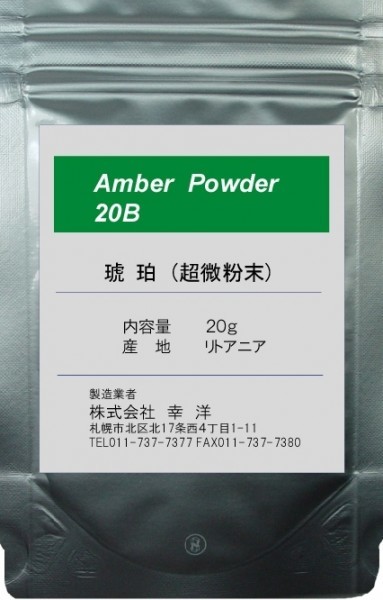 Amber Powder
20B
琥 珀 （超微粉末）
内容量 20g
産 地 リトアニア
製造業者
株式会社 幸 洋
札幌市北区北17条西4丁目1-11
TEL011-737-7377 FAX011-737-7380